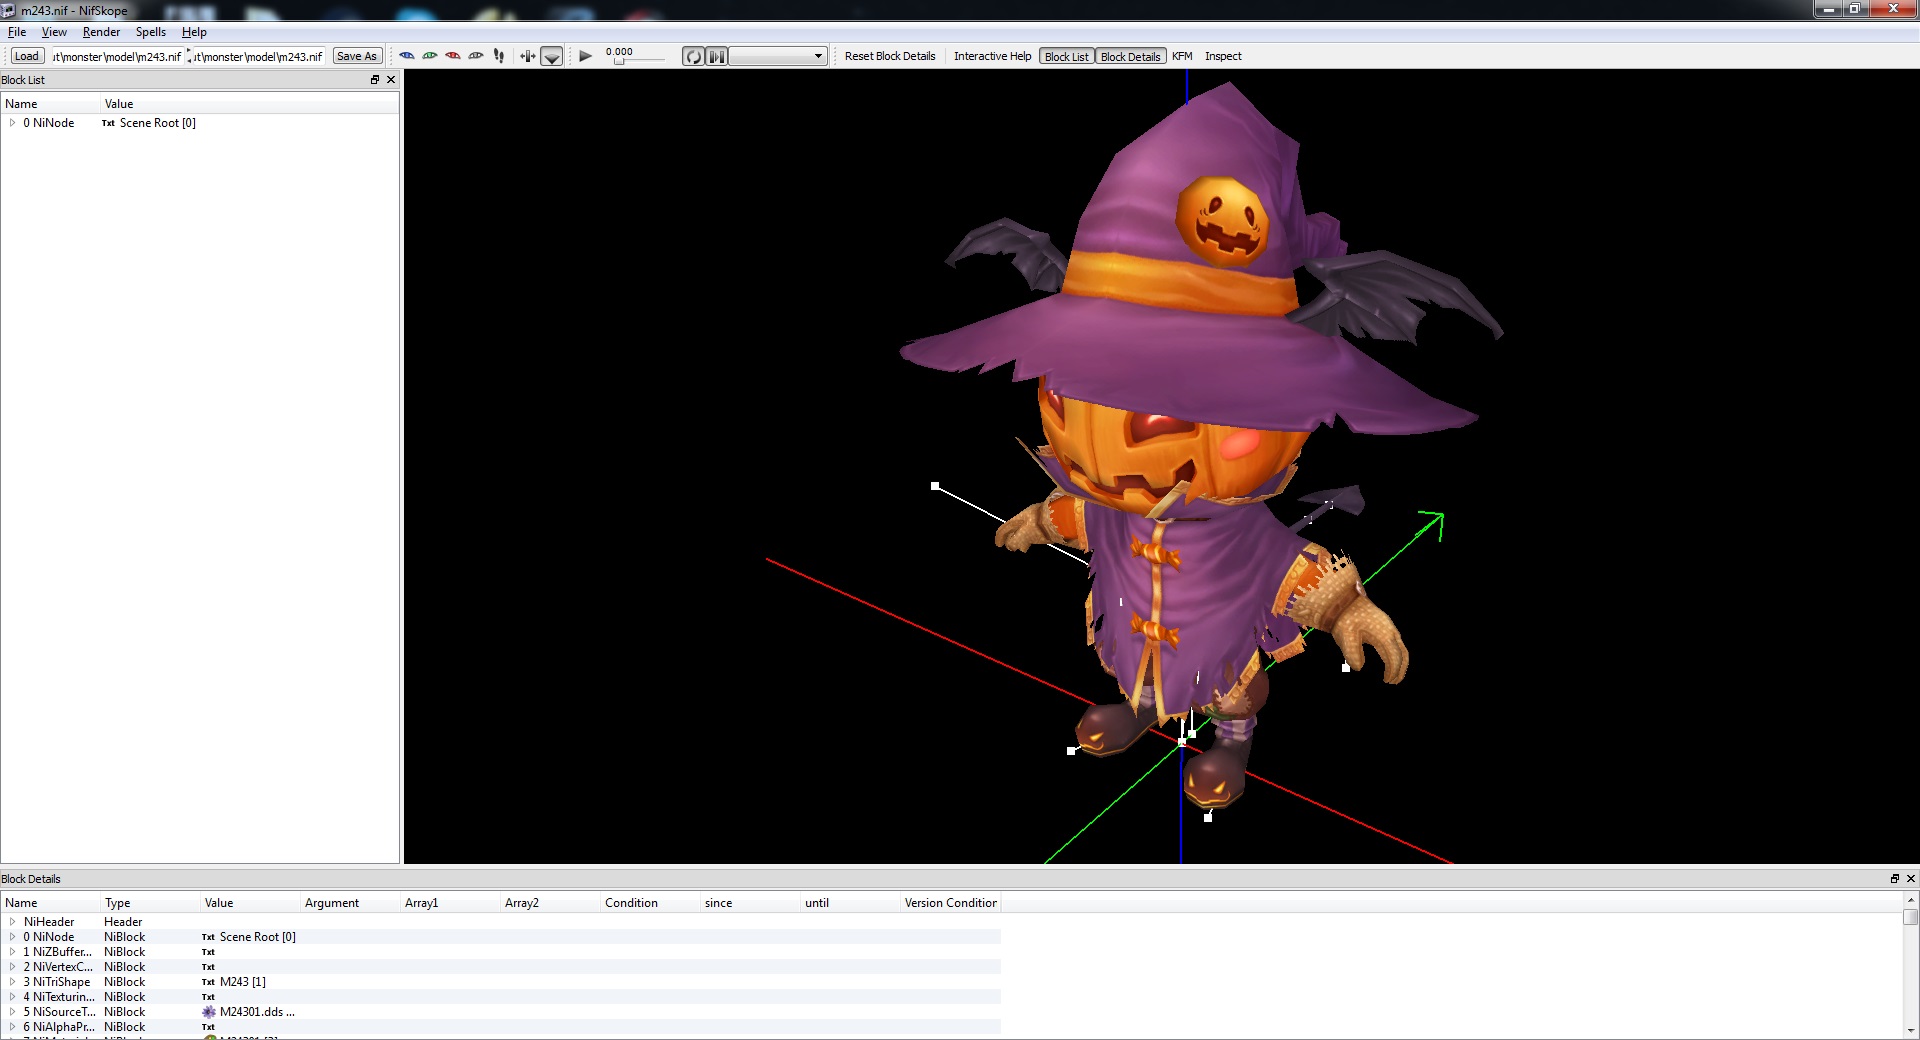 m243.nif - NifSkope
File View Render Spells Help
Load ut\monster\model\m243.nif ut\monster\model\m243.nif Save As 0.000 Reset Block Details Interactive Help Block List Block Details KFM Inspect
Block List
Name Value
0 NiNode Txt Scene Root [0]
Block Details
Name Type Value Argument Array1 Array2 Condition since until Version Condition
NiHeader Header
0 NiNode NiBlock Txt Scene Root [0]
1 NiZBuffer... NiBlock Txt
2 NiVertexC... NiBlock Txt
3 NiTriShape NiBlock Txt M243 [1]
4 NiTexturin... NiBlock Txt
5 NiSourceT... NiBlock M24301.dds ...
6 NiAlphaPr... NiBlock Txt